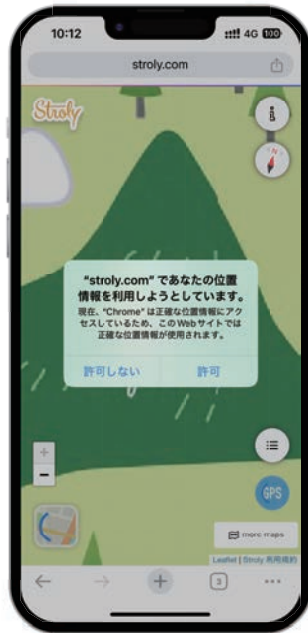 10:12
4G 100
stroly.com
Stroly
N
"stroly.com"であなたの位置
情報を利用しようとしています。
現在、"Chrome"は正確な位置情報にアク
セスしているため、このWebサイトでは
正確な位置情報が使用されます。
許可しない
許可
+
−
GPS
more maps
Leaflet | Stroly 利用規約
3